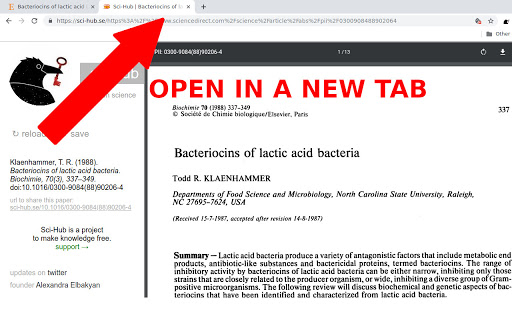 Bacteriocins of lactic acid
Sci-Hub | Bacteriocins of l
https://sci-hub.se/https%3A%2F%2F www.sciencedirect.com%2Fscience%2Farticle%2Fabs%2Fpii%2F0300908488902064
Other
PII: 0300-9084(88)90206-4
1 / 13
OPEN IN A NEW TAB
hub
science
↻ reload
save
Klaenhammer, T. R. (1988).
Bacteriocins of lactic acid bacteria.
Biochimie, 70(3), 337–349.
doi:10.1016/0300-9084(88)90206-4
url to share this paper:
sci-hub.se/10.1016/0300-9084(88)90206-4
Sci-Hub is a project
to make knowledge free.
support →
updates on twitter
founder Alexandra Elbakyan
Biochimie 70 (1988) 337–349
© Société de Chimie biologique/Elsevier, Paris
337
Bacteriocins of lactic acid bacteria
Todd R. KLAENHAMMER
Departments of Food Science and Microbiology, North Carolina State University, Raleigh,
NC 27695–7624, USA
(Received 15-7-1987, accepted after revision 14-8-1987)
Summary – Lactic acid bacteria produce a variety of antagonistic factors that include metabolic end
products, antibiotic-like substances and bactericidal proteins, termed bacteriocins. The range of
inhibitory activity by bacteriocins of lactic acid bacteria can be either narrow, inhibiting only those
strains that are closely related to the producer organism, or wide, inhibiting a diverse group of Gram-
positive microorganisms. The following review will discuss biochemical and genetic aspects of bac-
teriocins that have been identified and characterized from lactic acid bacteria.